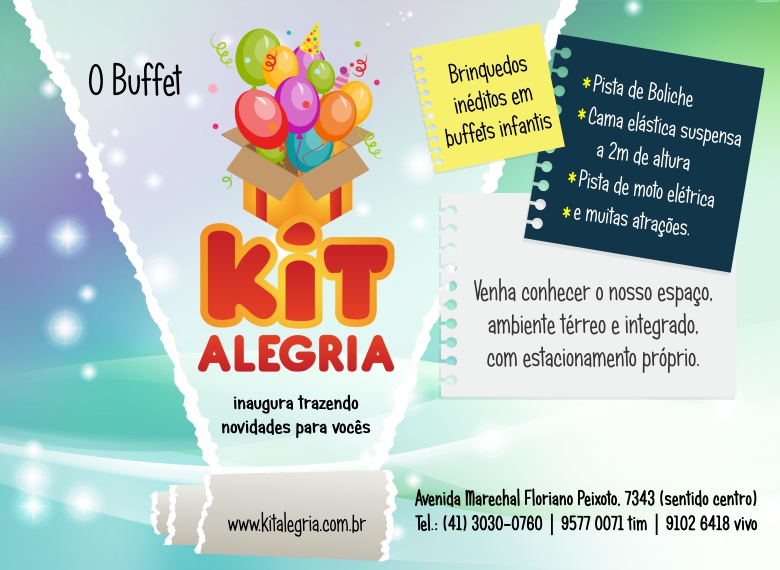 O Buffet
KiT
ALEGRIA
inaugura trazendo
novidades para vocês
www.kitalegria.com.br
Brinquedos
inéditos em
buffets infantis
*Pista de Boliche
*Cama elástica suspensa
a 2m de altura
*Pista de moto elétrica
*e muitas atrações.
Venha conhecer o nosso espaço,
ambiente térreo e integrado,
com estacionamento próprio.
Avenida Marechal Floriano Peixoto, 7343 (sentido centro)
Tel.: (41) 3030-0760 | 9577 0071 tim | 9102 6418 vivo